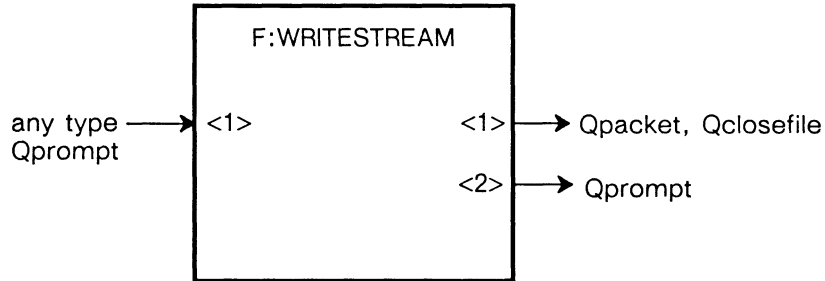 F:WRITESTREAM
any type <1> <1> Qpacket, Qclosefile
Qprompt
<2> Qprompt